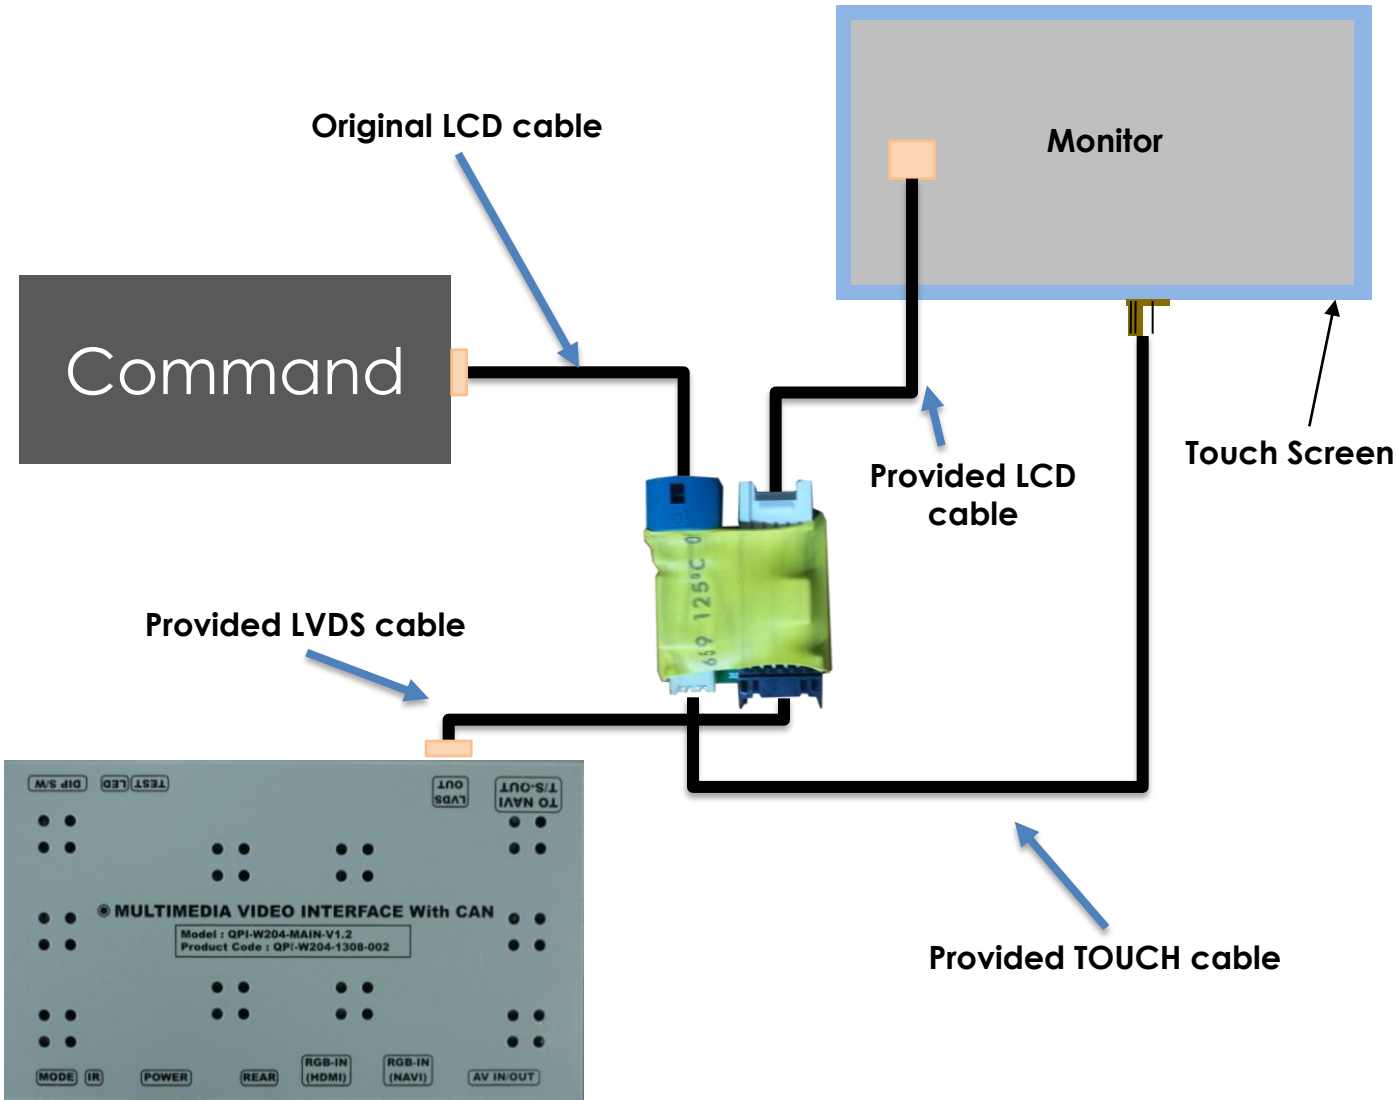 Monitor
Original LCD cable
Command
Touch Screen
Provided LCD
cable
659 125°C 0
Provided LVDS cable
DIP S/W
LED
TEST
LVDS
OUT
TO NAVI
T/S-OUT
MULTIMEDIA VIDEO INTERFACE With CAN
Model : QPI-W204-MAIN-V1.2
Product Code : QPI-W204-1308-002
Provided TOUCH cable
MODE
IR
POWER
REAR
RGB-IN
(HDMI)
RGB-IN
(NAVI)
AV IN/OUT